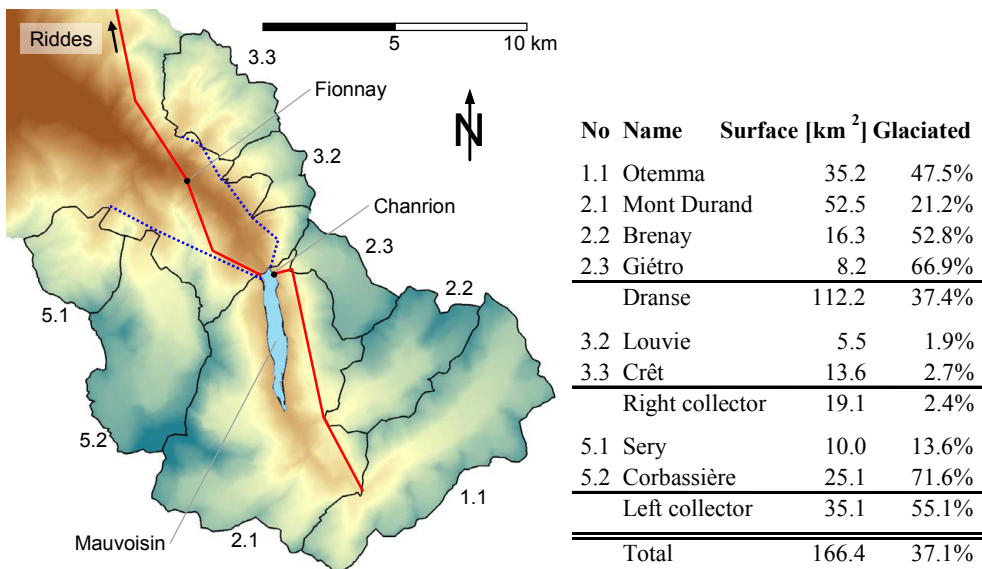 Riddes
5 10 km
3.3
Fionnay
N
3.2
Chanrion
2.3
2.2
5.1
5.2
1.1
2.1
Mauvoisin
No Name Surface [km ²] Glaciated
1.1 Otemma 35.2 47.5%
2.1 Mont Durand 52.5 21.2%
2.2 Brenay 16.3 52.8%
2.3 Giétro 8.2 66.9%
Dranse 112.2 37.4%
3.2 Louvie 5.5 1.9%
3.3 Crêt 13.6 2.7%
Right collector 19.1 2.4%
5.1 Sery 10.0 13.6%
5.2 Corbassière 25.1 71.6%
Left collector 35.1 55.1%
Total 166.4 37.1%